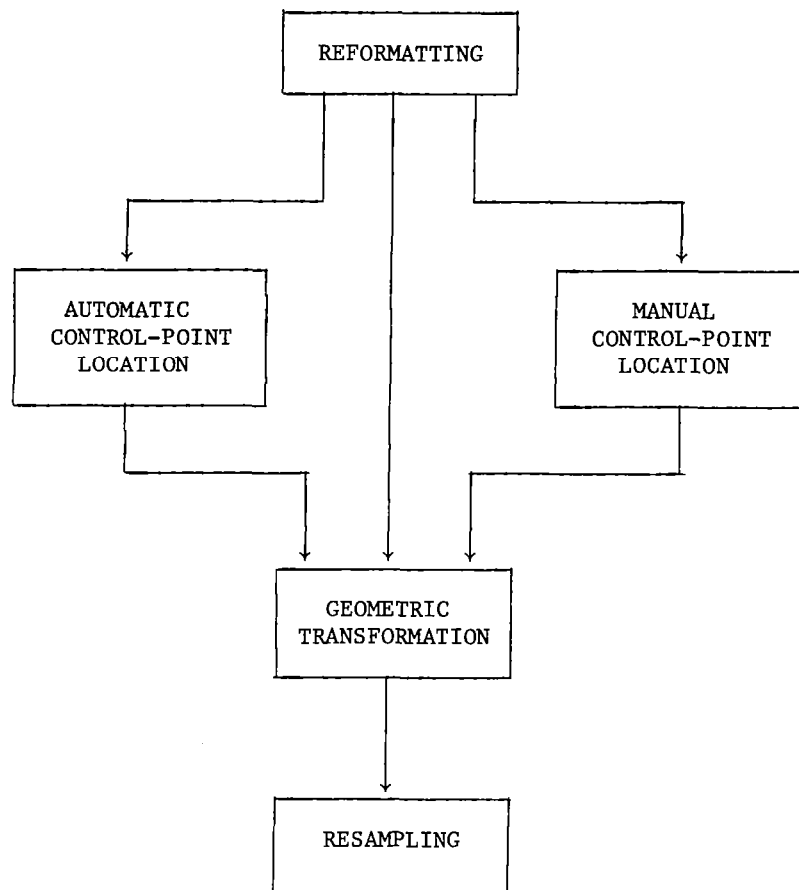 REFORMATTING
AUTOMATIC
CONTROL-POINT
LOCATION
MANUAL
CONTROL-POINT
LOCATION
GEOMETRIC
TRANSFORMATION
RESAMPLING